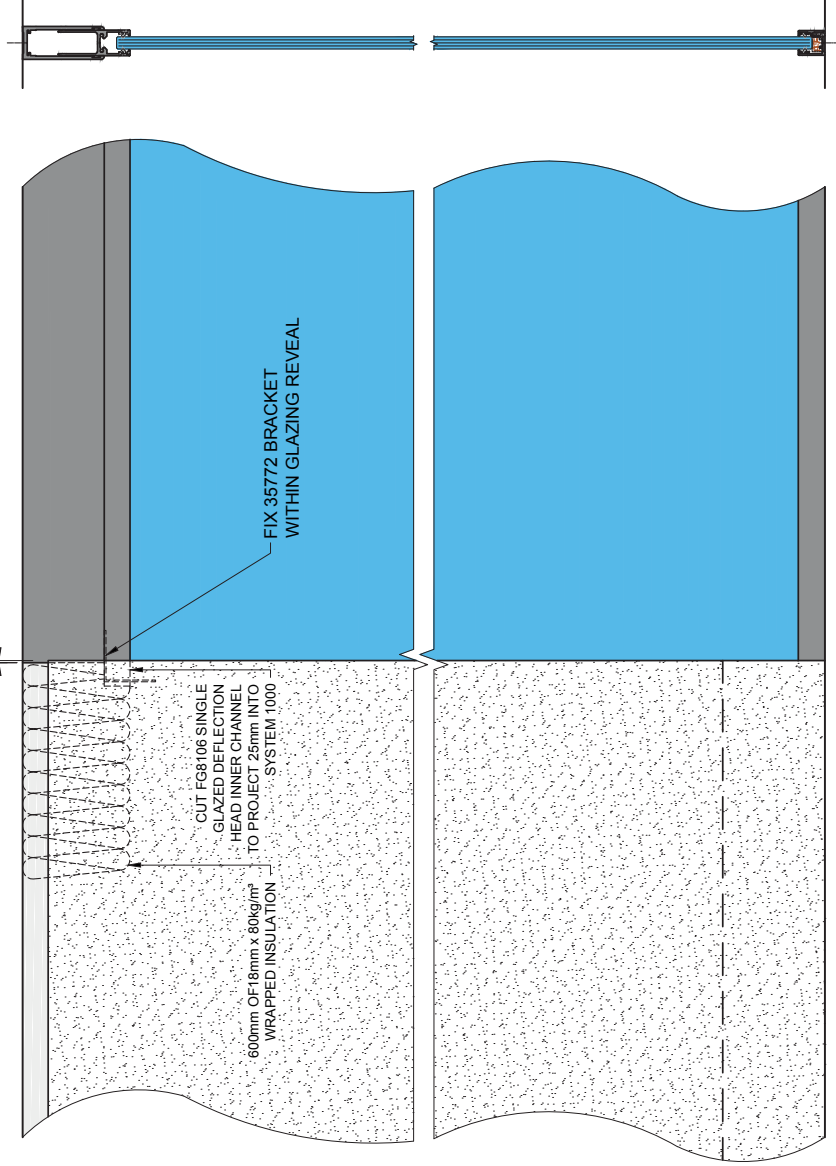 FIX 35772 BRACKET
WITHIN GLAZING REVEAL
CUT FG8106 SINGLE
GLAZED DEFLECTION
HEAD INNER CHANNEL
TO PROJECT 25mm INTO
SYSTEM 1000
600mm OF18mm x 80kg/m³
WRAPPED INSULATION